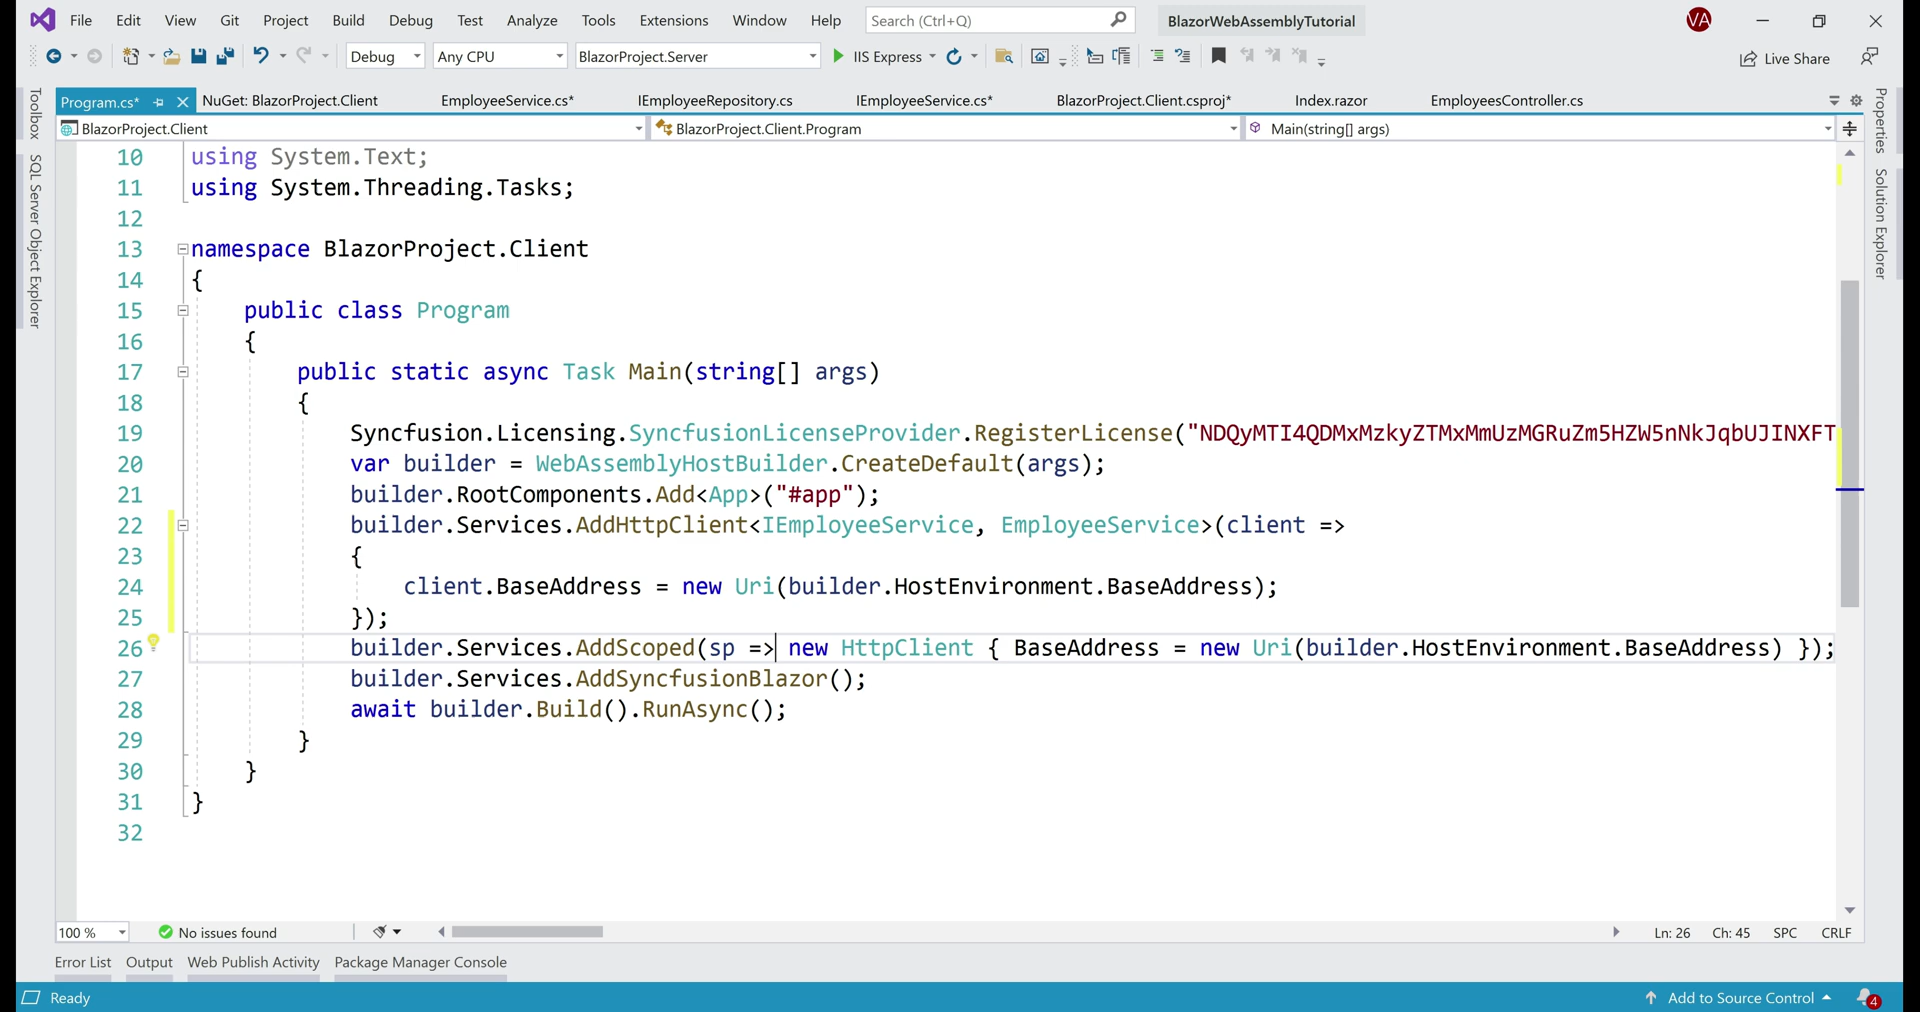 File Edit View Git Project Build Debug Test Analyze Tools Extensions Window Help Search (Ctrl+Q) BlazorWebAssemblyTutorial VA
Debug Any CPU BlazorProject.Server IIS Express Live Share
Program.cs* NuGet: BlazorProject.Client EmployeeService.cs* IEmployeeRepository.cs IEmployeeService.cs* BlazorProject.Client.csproj* Index.razor EmployeesController.cs
BlazorProject.Client BlazorProject.Client.Program Main(string[] args)
Toolbox
SQL Server Object Explorer
Properties
Solution Explorer
10 using System.Text;
11 using System.Threading.Tasks;
12
13 namespace BlazorProject.Client
14 {
15 public class Program
16 {
17 public static async Task Main(string[] args)
18 {
19 Syncfusion.Licensing.SyncfusionLicenseProvider.RegisterLicense("NDQyMTI4QDMxMzkyZTMxMmUzMGRuZm5HZW5nNkJqbUJINXFT
20 var builder = WebAssemblyHostBuilder.CreateDefault(args);
21 builder.RootComponents.Add<App>("#app");
22 builder.Services.AddHttpClient<IEmployeeService, EmployeeService>(client =>
23 {
24 client.BaseAddress = new Uri(builder.HostEnvironment.BaseAddress);
25 });
26 builder.Services.AddScoped(sp => new HttpClient { BaseAddress = new Uri(builder.HostEnvironment.BaseAddress) });
27 builder.Services.AddSyncfusionBlazor();
28 await builder.Build().RunAsync();
29 }
30 }
31 }
32
100 % No issues found Ln: 26 Ch: 45 SPC CRLF
Error List Output Web Publish Activity Package Manager Console
Ready Add to Source Control 4